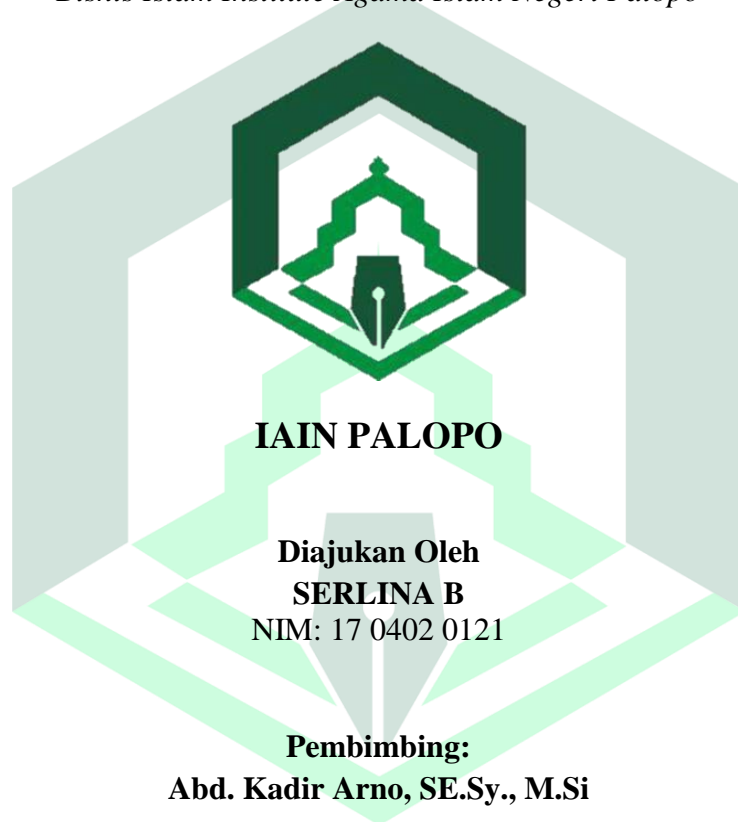 Bisnis Islam Institute Agama Islam Negeri Palopo
IAIN PALOPO
Diajukan Oleh
SERLINA B
NIM: 17 0402 0121
Pembimbing:
Abd. Kadir Arno, SE.Sy., M.Si